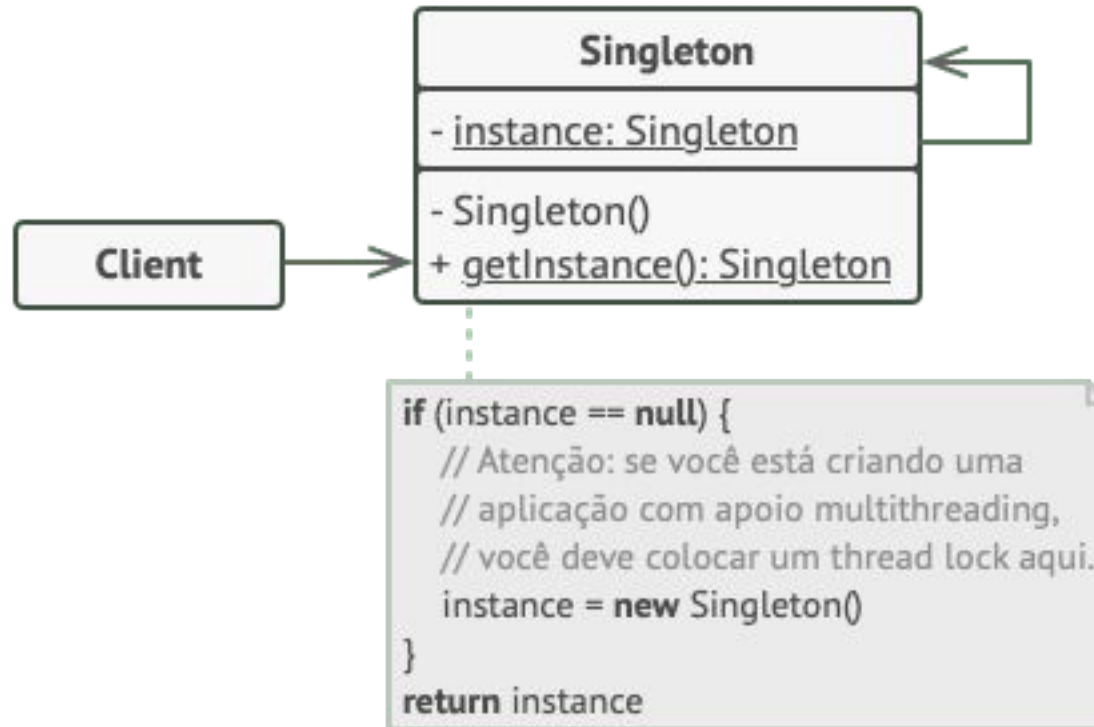 Singleton
- instance: Singleton
- Singleton()
+ getInstance(): Singleton
Client
if (instance == null) {
// Atenção: se você está criando uma
// aplicação com apoio multithreading,
// você deve colocar um thread lock aqui.
instance = new Singleton()
}
return instance